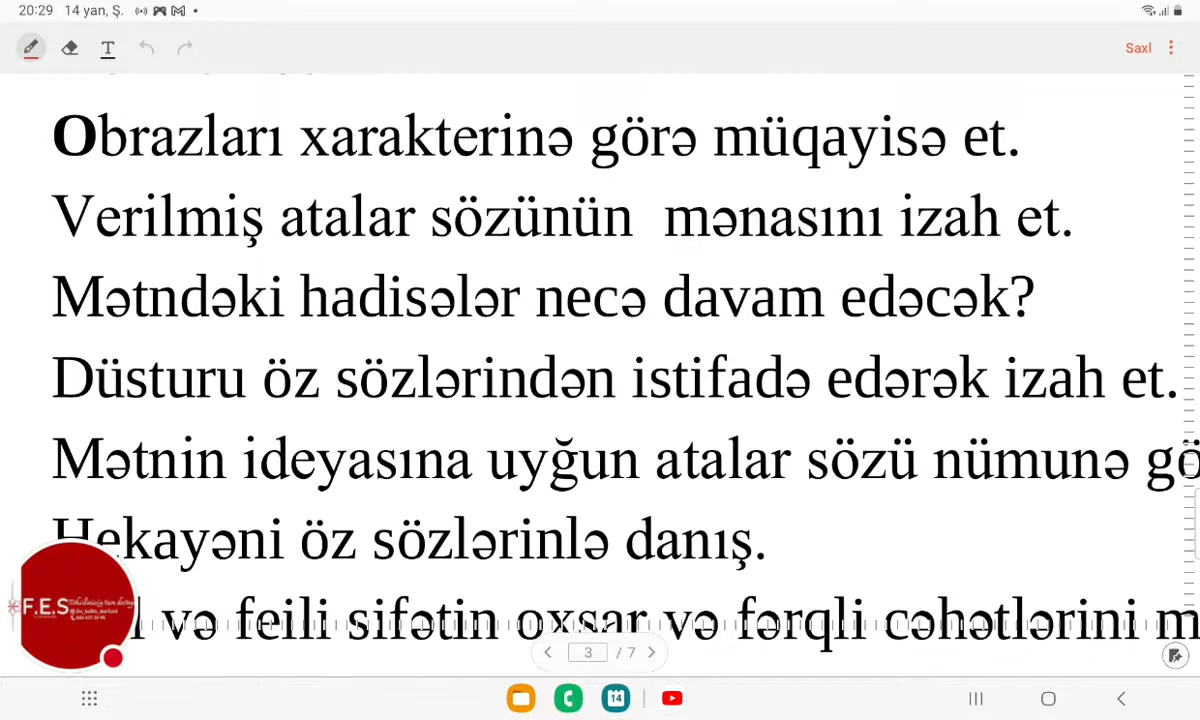 20:29 14 yan, Ş.
Saxl
Obrazları xarakterinə görə müqayisə et.
Verilmiş atalar sözünün mənasını izah et.
Mətndəki hadisələr necə davam edəcək?
Düsturu öz sözlərindən istifadə edərək izah et.
Mətnin ideyasına uyğun atalar sözü nümunə gö
Hekayəni öz sözlərinlə danış.
F.E.S
və feili sifətin oxşar və fərqli cəhətlərini m
3 / 7
14